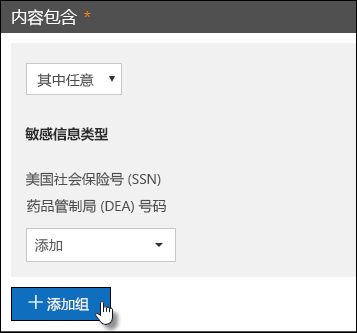 内容包含 *
其中任意
敏感信息类型
美国社会保险号 (SSN)
药品管制局 (DEA) 号码
添加
+ 添加组